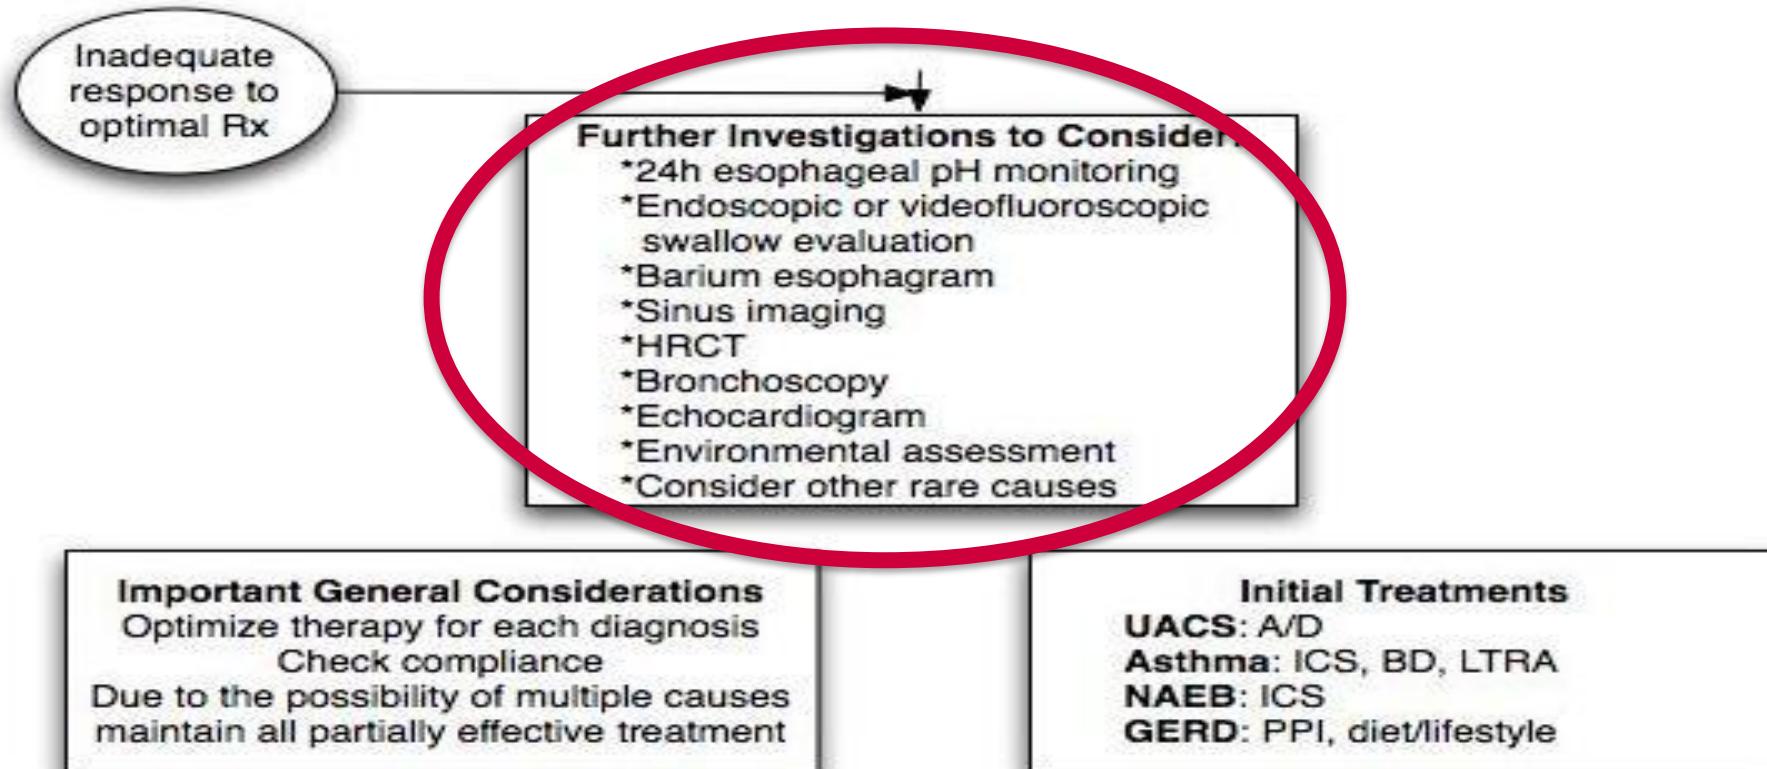 Inadequate
response to
optimal Rx
Further Investigations to Consider:
*24h esophageal pH monitoring
*Endoscopic or videofluoroscopic
swallow evaluation
*Barium esophagram
*Sinus imaging
*HRCT
*Bronchoscopy
*Echocardiogram
*Environmental assessment
*Consider other rare causes
Important General Considerations
Optimize therapy for each diagnosis
Check compliance
Due to the possibility of multiple causes
maintain all partially effective treatment
Initial Treatments
UACS: A/D
Asthma: ICS, BD, LTRA
NAEB: ICS
GERD: PPI, diet/lifestyle